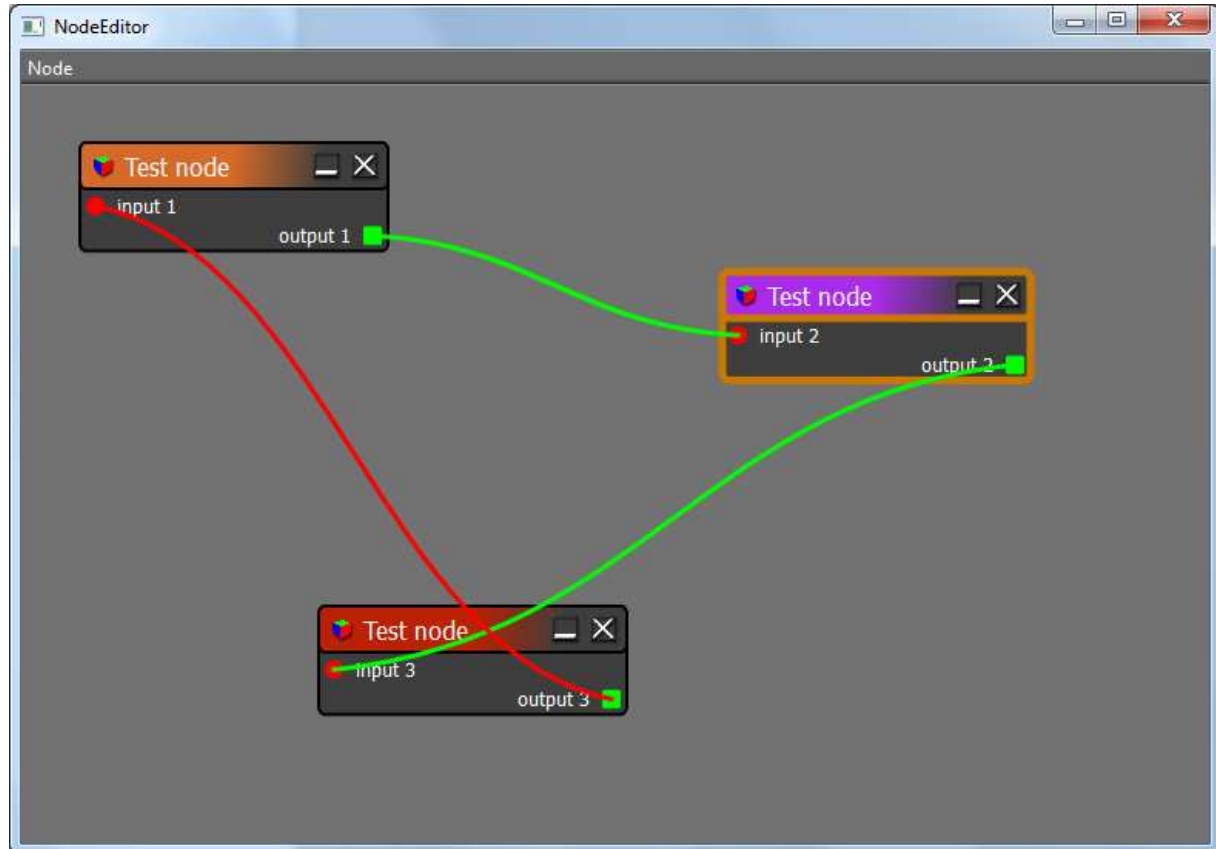 NodeEditor
Node
Test node
input 1
output 1
Test node
input 2
output 2
Test node
input 3
output 3